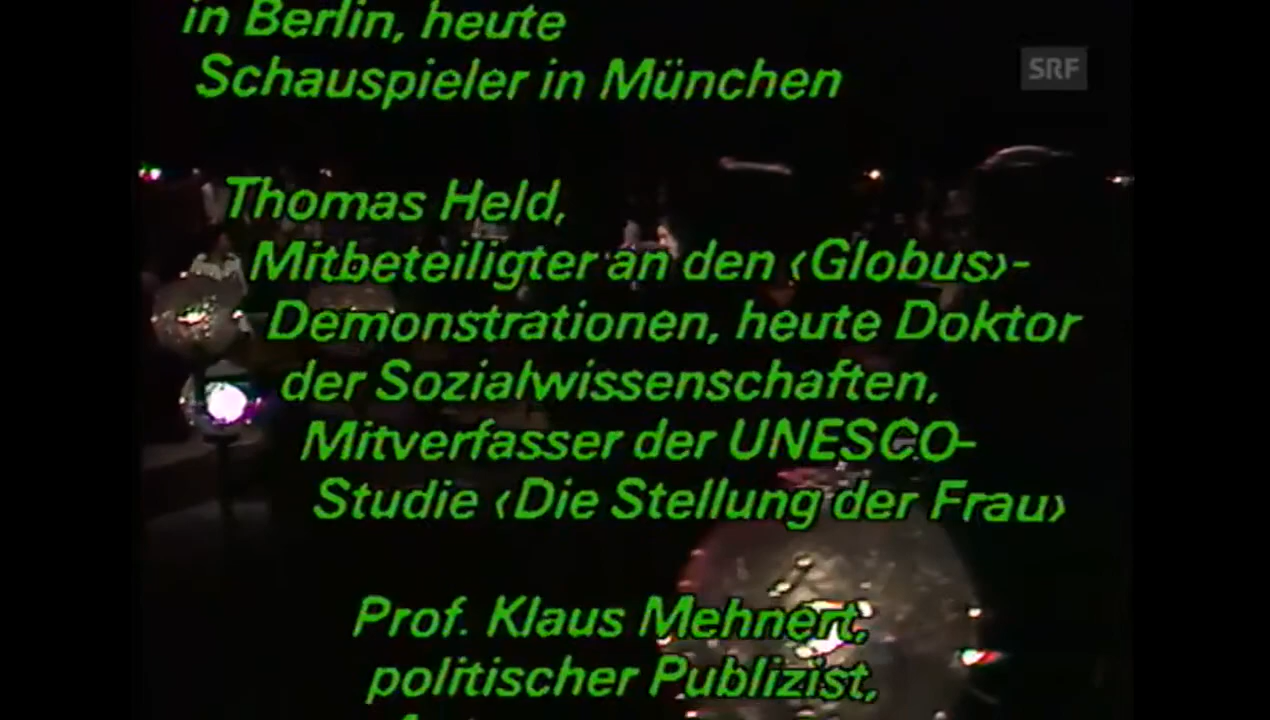 in Berlin, heute
Schauspieler in München
SRF
Thomas Held,
Mitbeteiligter an den ‹Globus›-
Demonstrationen, heute Doktor
der Sozialwissenschaften,
Mitverfasser der UNESCO-
Studie ‹Die Stellung der Frau›
Prof. Klaus Mehnert,
politischer Publizist,